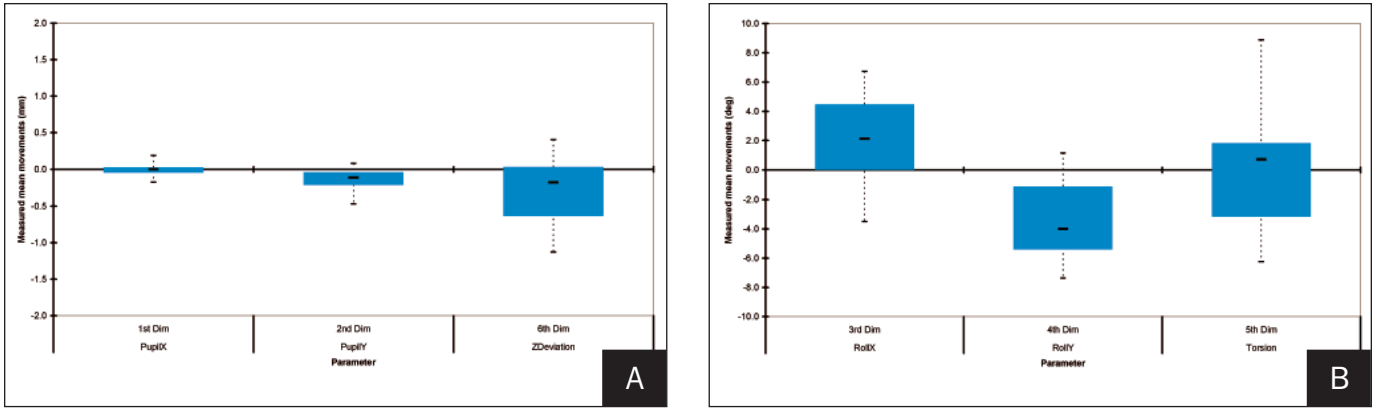 2.0
1.5
1.0
0.5
0.0
-0.5
-1.0
-1.5
-2.0
Measured mean movements (mm)
1st Dim 2nd Dim 6th Dim
PupilX PupilY ZDeviation
Parameter
A
10.0
8.0
6.0
4.0
2.0
0.0
-2.0
-4.0
-6.0
-8.0
-10.0
Measured mean movements (deg)
3rd Dim 4th Dim 5th Dim
RollX RollY Torsion
Parameter
B